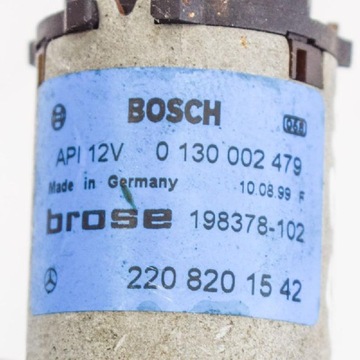 BOSCH
API 12V 0 130 002 479
Made in Germany 10.08.99 F
brose 198378-102
220 820 15 42